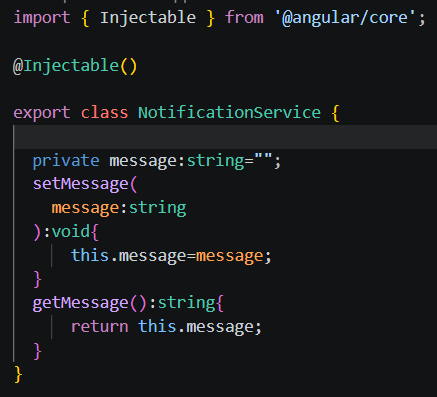 import { Injectable } from '@angular/core';
@Injectable()
export class NotificationService {
private message:string="";
setMessage(
message:string
):void{
this.message=message;
}
getMessage():string{
return this.message;
}
}